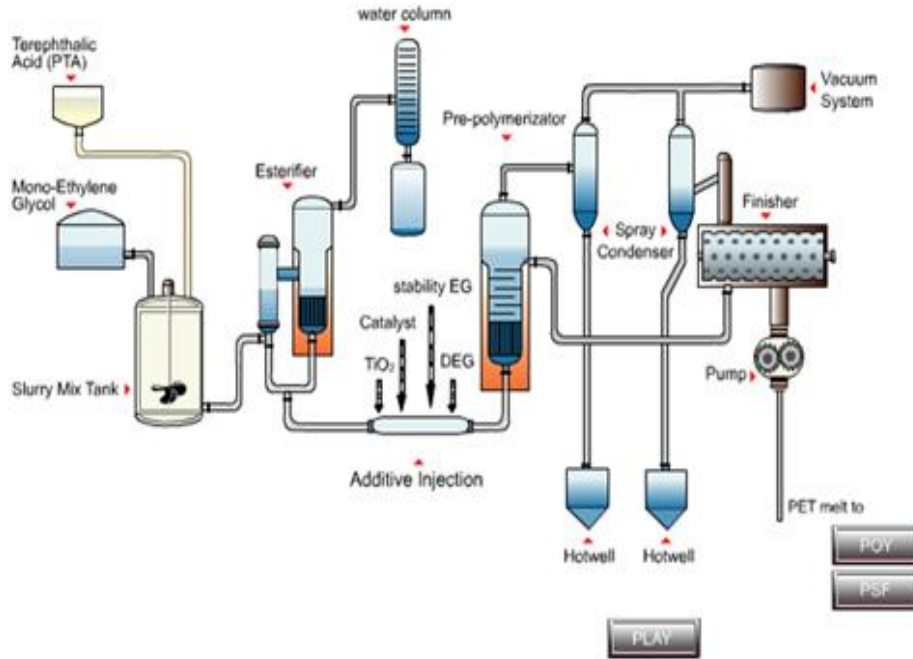 water column
Terephthalic
Acid (PTA)
Pre-polymerizator
Vacuum
System
Esterifier
Mono-Ethylene
Glycol
Finisher
Spray
Condenser
stability EG
Catalyst
TiO₂
DEG
Slurry Mix Tank
Pump
Additive Injection
PET melt to
Hotwell
Hotwell
POY
PSF
PLAY